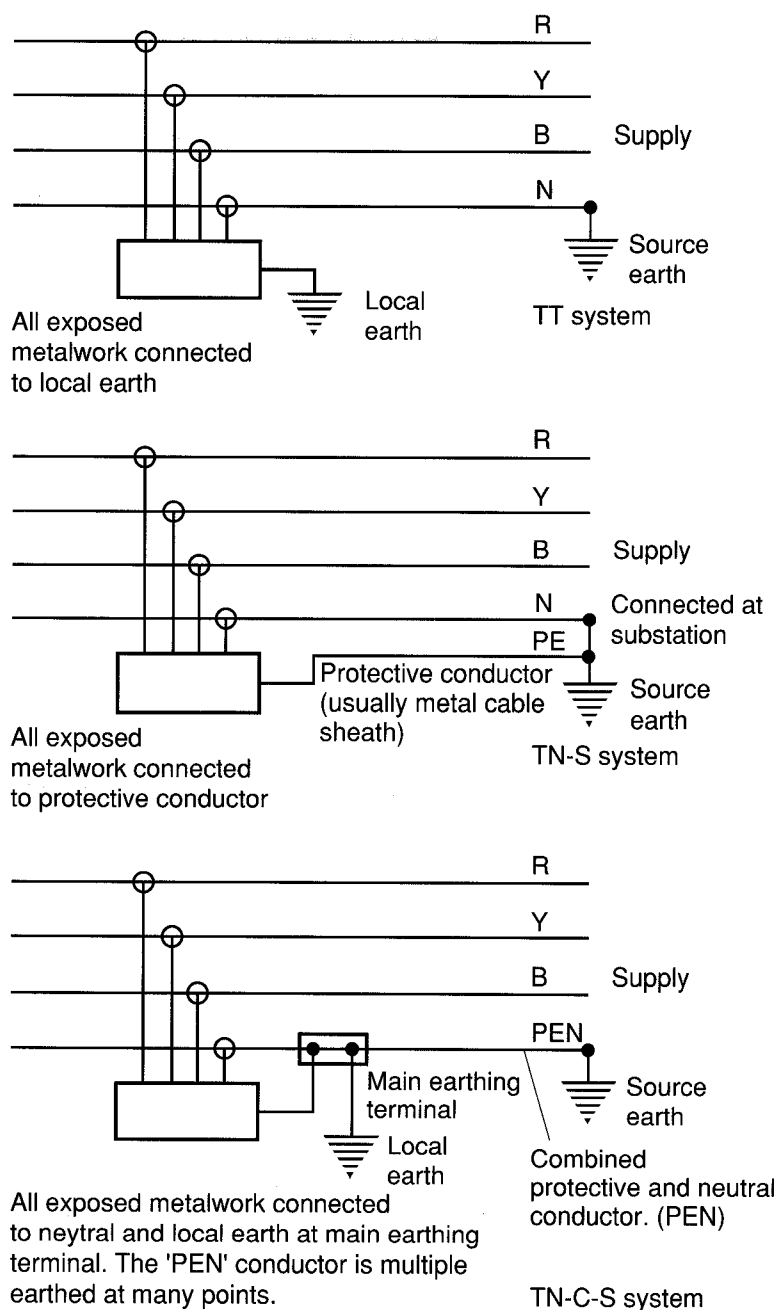 R
Y
B Supply
N
Source
earth
Local
earth
TT system
All exposed
metalwork connected
to local earth
R
Y
B Supply
N Connected at
substation
PE
Protective conductor
(usually metal cable
sheath)
Source
earth
TN-S system
All exposed
metalwork connected
to protective conductor
R
Y
B Supply
PEN
Main earthing
terminal
Source
earth
Local
earth
Combined
protective and neutral
conductor. (PEN)
All exposed metalwork connected
to neytral and local earth at main earthing
terminal. The 'PEN' conductor is multiple
earthed at many points.
TN-C-S system